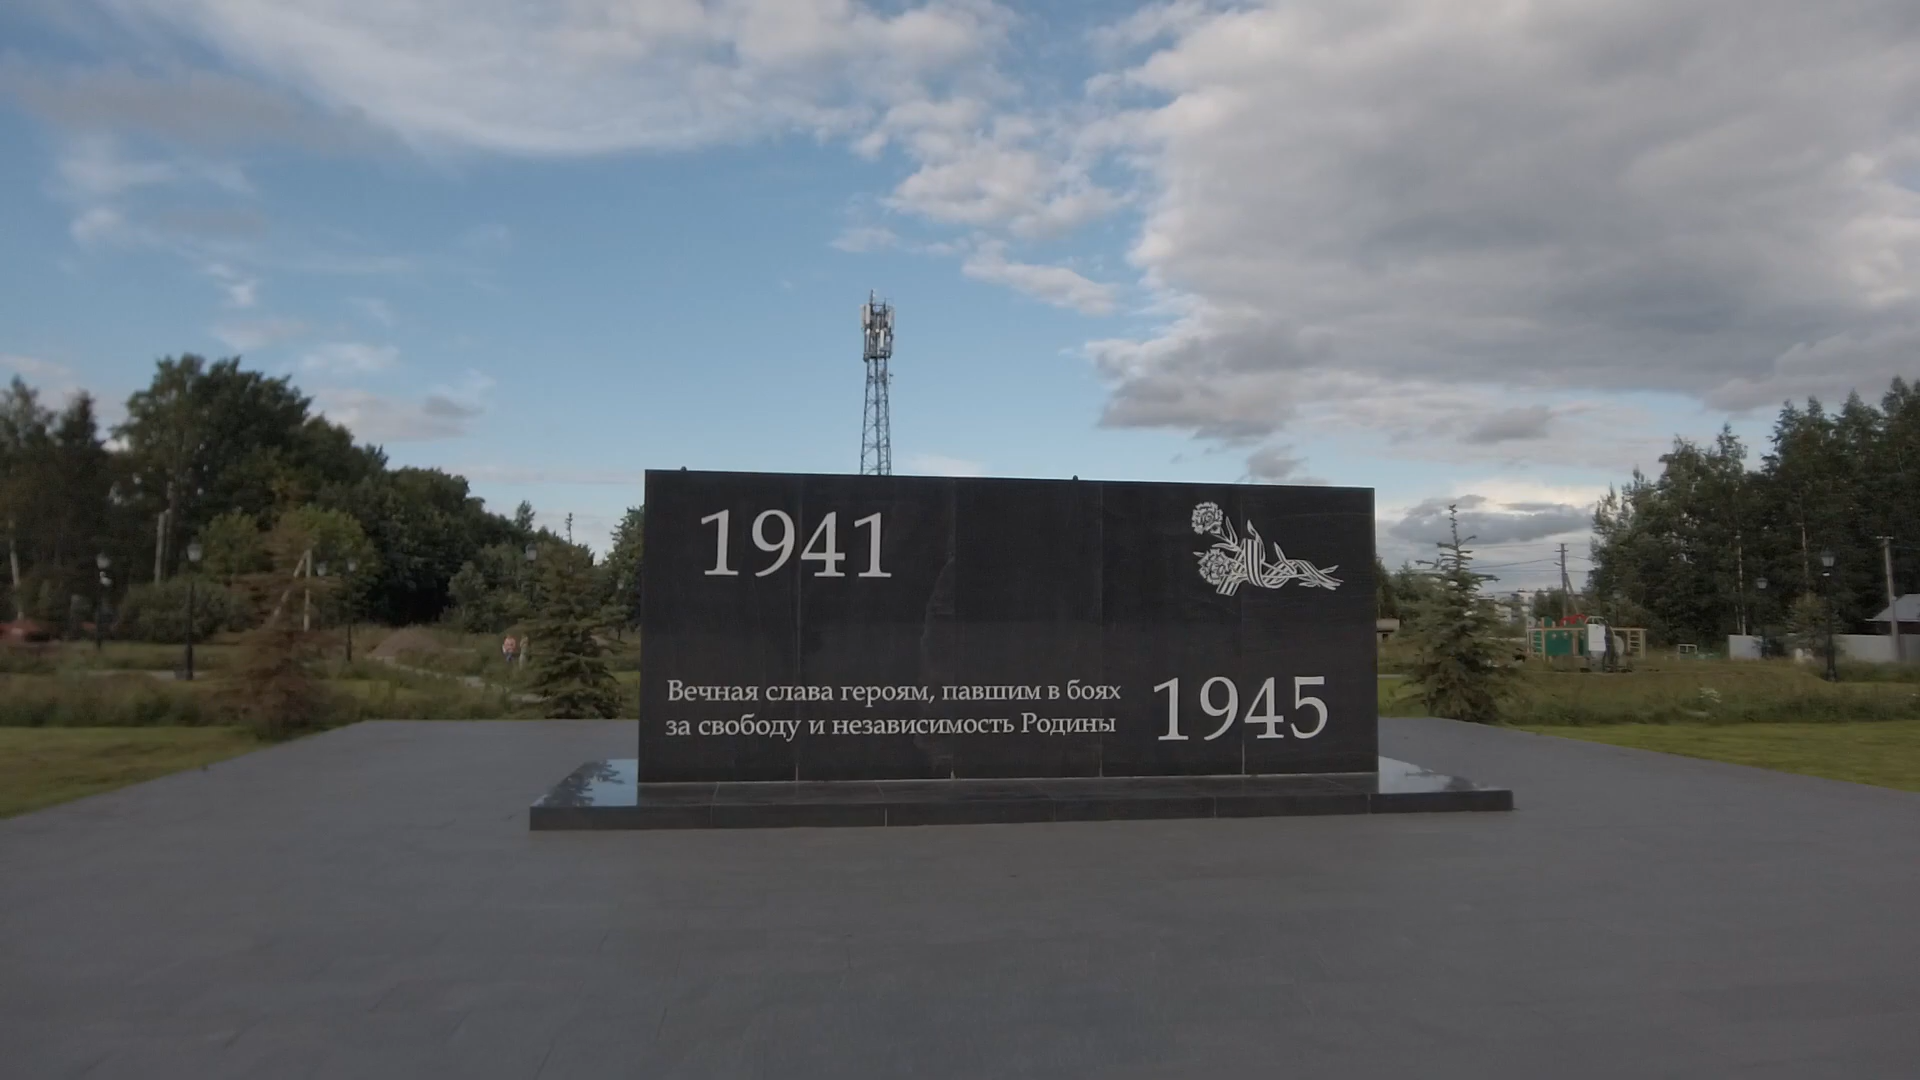 1941
Вечная слава героям, павшим в боях
за свободу и независимость Родины
1945